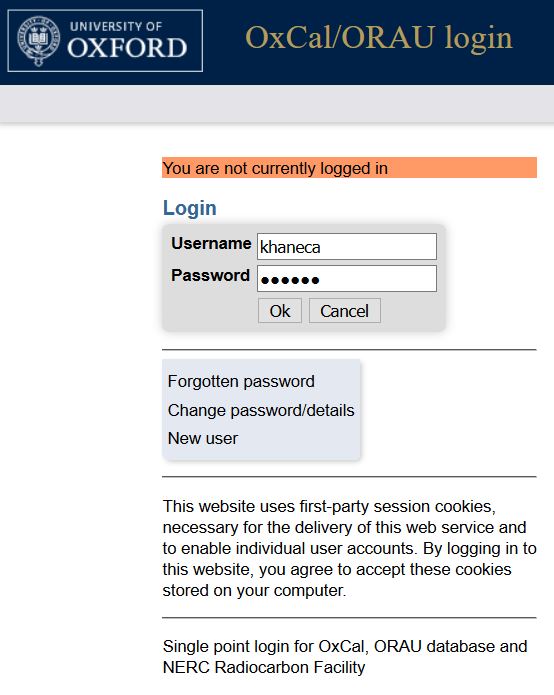 UNIVERSITY OF
OXFORD
OxCal/ORAU login
You are not currently logged in
Login
Username khaneca
Password ●●●●●●
Ok Cancel
Forgotten password
Change password/details
New user
This website uses first-party session cookies,
necessary for the delivery of this web service and
to enable individual user accounts. By logging in to
this website, you agree to accept these cookies
stored on your computer.
Single point login for OxCal, ORAU database and
NERC Radiocarbon Facility